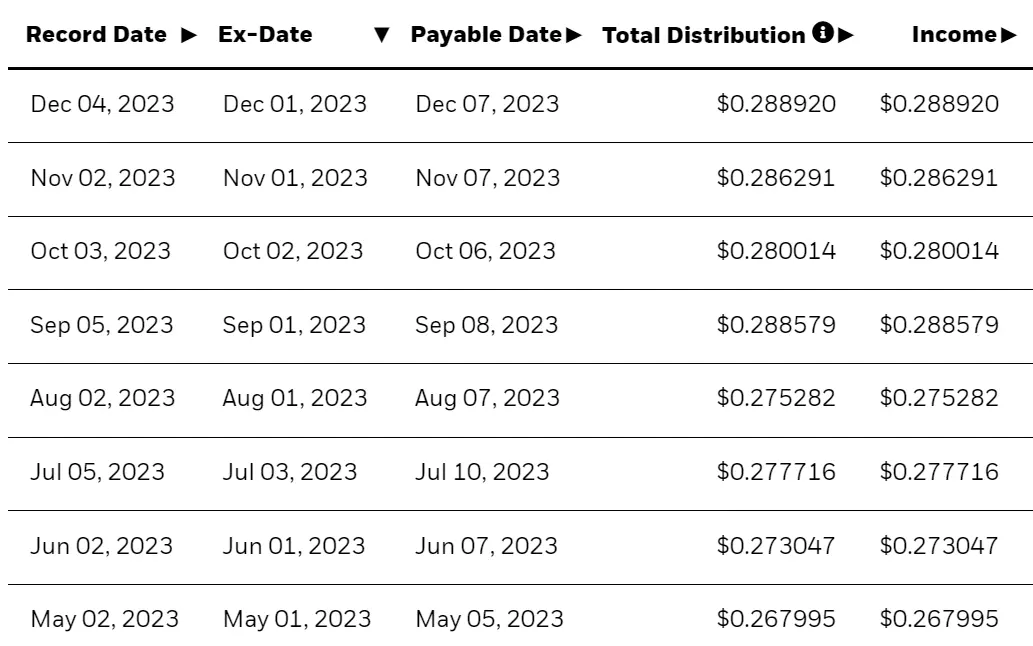 Record Date ▶ Ex-Date ▼ Payable Date ▶ Total Distribution i ▶ Income ▶
Dec 04, 2023 Dec 01, 2023 Dec 07, 2023 $0.288920 $0.288920
Nov 02, 2023 Nov 01, 2023 Nov 07, 2023 $0.286291 $0.286291
Oct 03, 2023 Oct 02, 2023 Oct 06, 2023 $0.280014 $0.280014
Sep 05, 2023 Sep 01, 2023 Sep 08, 2023 $0.288579 $0.288579
Aug 02, 2023 Aug 01, 2023 Aug 07, 2023 $0.275282 $0.275282
Jul 05, 2023 Jul 03, 2023 Jul 10, 2023 $0.277716 $0.277716
Jun 02, 2023 Jun 01, 2023 Jun 07, 2023 $0.273047 $0.273047
May 02, 2023 May 01, 2023 May 05, 2023 $0.267995 $0.267995